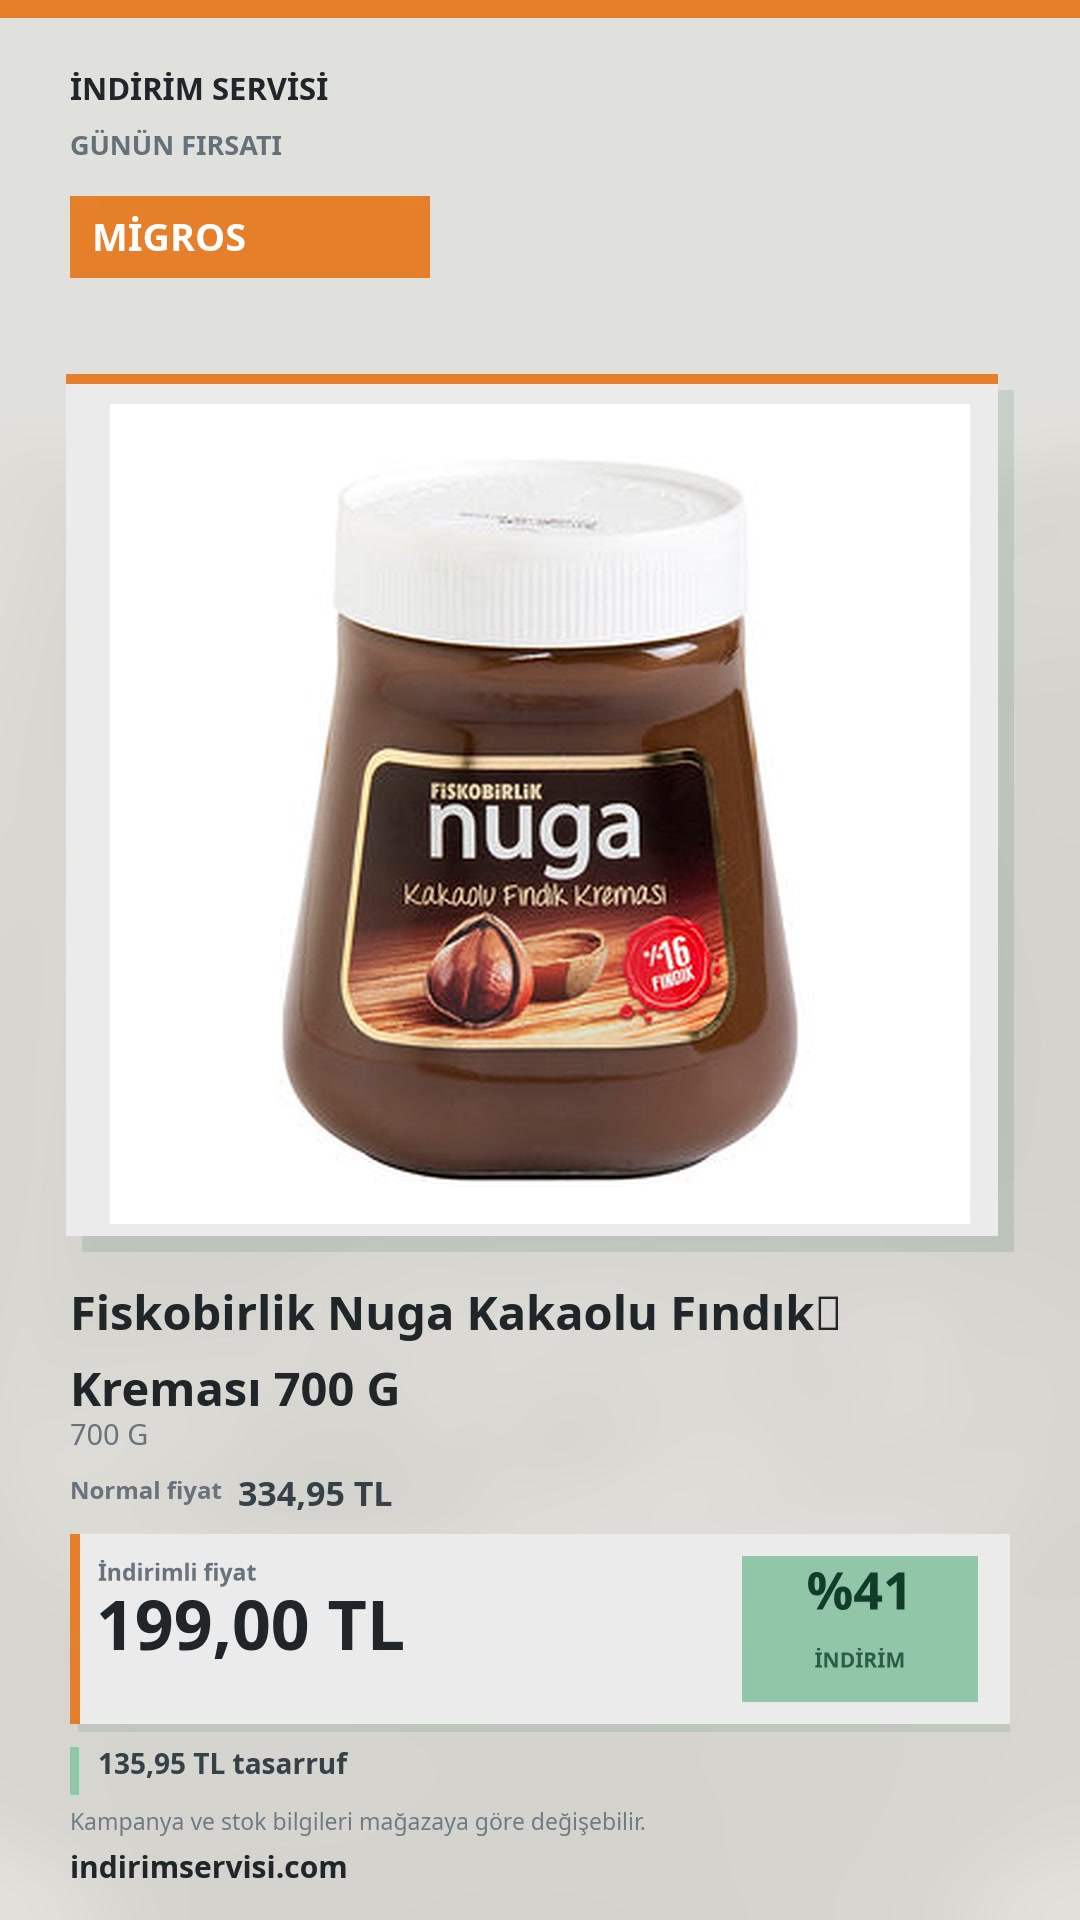 İNDİRİM SERVİSİ
GÜNÜN FIRSATI
MİGROS
FiSKOBiRLiK
nuga
Kakaolu Fındık Kreması
%16
FINDIK
Fiskobirlik Nuga Kakaolu Fındık
Kreması 700 G
700 G
Normal fiyat 334,95 TL
İndirimli fiyat
199,00 TL
%41
İNDİRİM
135,95 TL tasarruf
Kampanya ve stok bilgileri mağazaya göre değişebilir.
indirimservisi.com